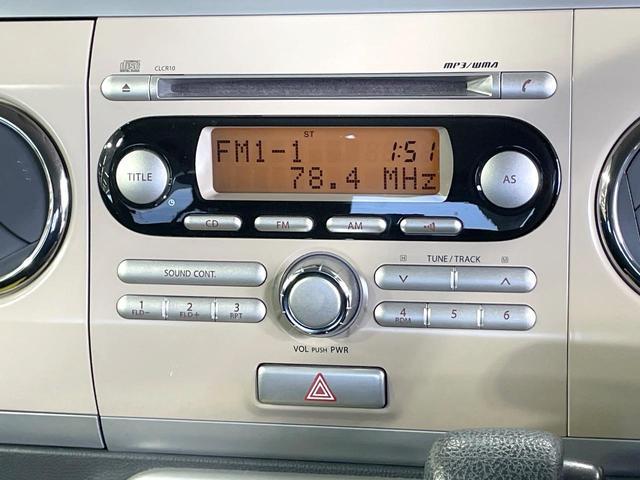 CLCR10
MP3/WMA
ST
FM1-1 1:51
78.4 MHz
TITLE
AS
CD
FM
AM
SOUND CONT.
TUNE/TRACK
1 2 3
FLD- FLD+ RPT
4 5 6
RDM
VOL PUSH PWR